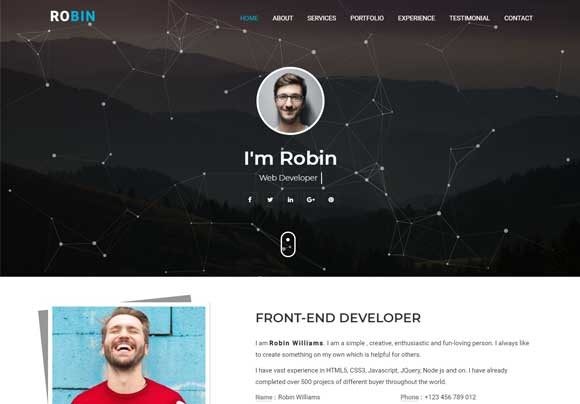 ROBIN
HOME ABOUT SERVICES PORTFOLIO EXPERIENCE TESTIMONIAL CONTACT
I'm Robin
Web Developer
FRONT-END DEVELOPER
I am Robin Williams. I am a simple , creative, enthusiastic and fun-loving person. I always like
to create something on my own which is helpful for others.
I have vast experience in HTML5, CSS3, Javascript, JQuery, Node js and on. I have already
completed over 500 projecs of different buyer throughout the world.
Name : Robin Williams Phone : +123 456 789 012